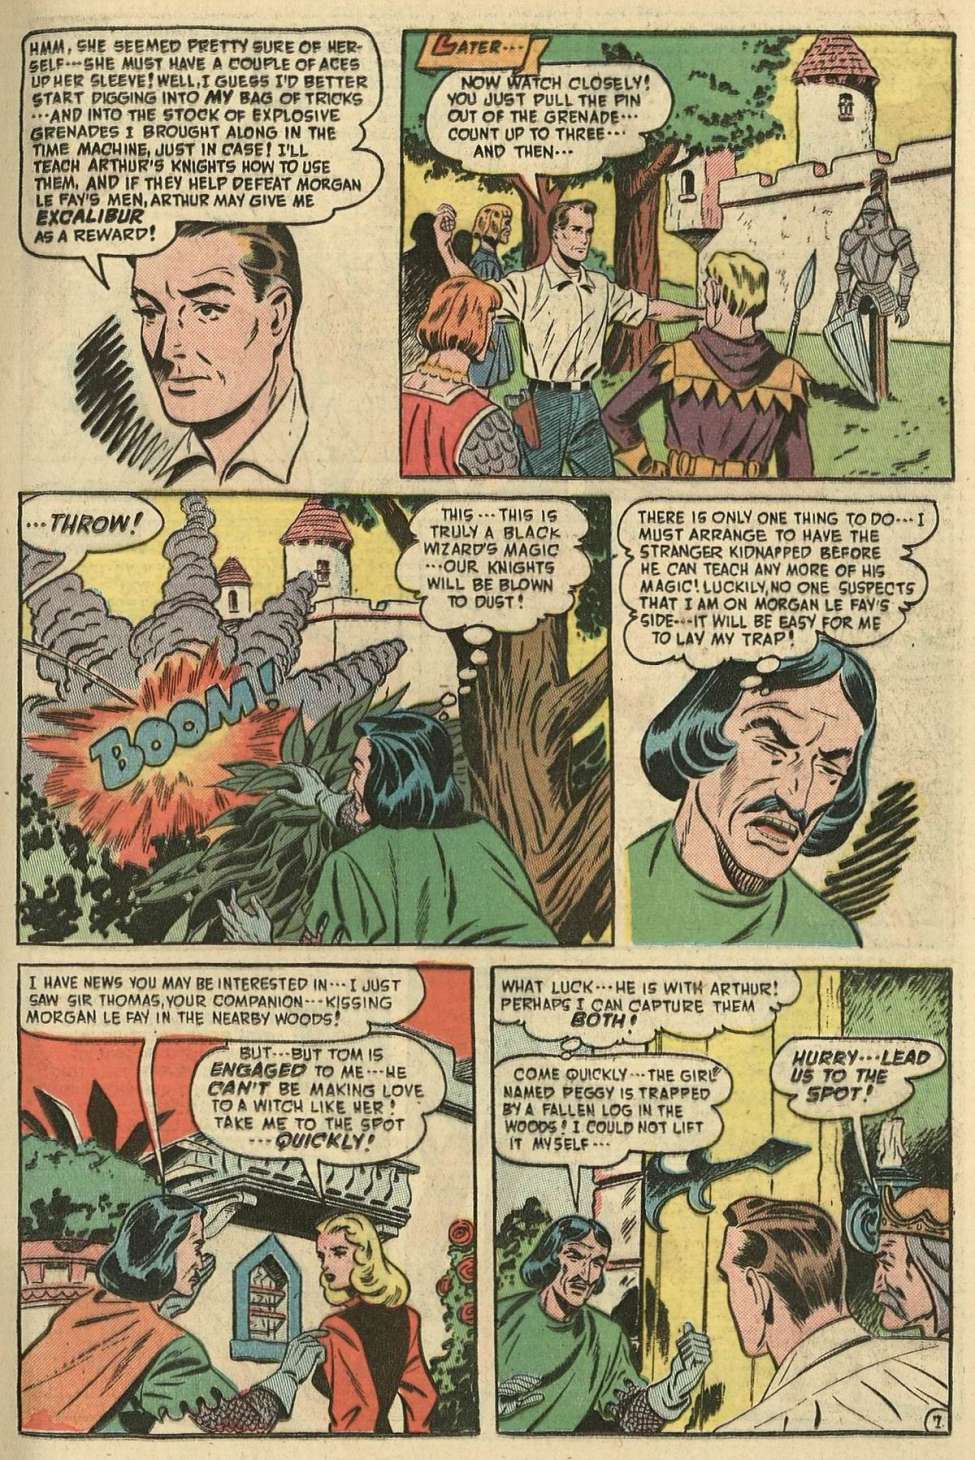 HMM, SHE SEEMED PRETTY SURE OF HER-
SELF---SHE MUST HAVE A COUPLE OF ACES
UP HER SLEEVE! WELL, I GUESS I'D BETTER
START DIGGING INTO MY BAG OF TRICKS
---AND INTO THE STOCK OF EXPLOSIVE
GRENADES I BROUGHT ALONG IN THE
TIME MACHINE, JUST IN CASE! I'LL
TEACH ARTHUR'S KNIGHTS HOW TO USE
THEM, AND IF THEY HELP DEFEAT MORGAN
LE FAY'S MEN, ARTHUR MAY GIVE ME
EXCALIBUR
AS A REWARD!
LATER---
NOW WATCH CLOSELY!
YOU JUST PULL THE PIN
OUT OF THE GRENADE---
COUNT UP TO THREE---
AND THEN---
---THROW!
BOOM!
THIS---THIS IS
TRULY A BLACK
WIZARD'S MAGIC
---OUR KNIGHTS
WILL BE BLOWN
TO DUST!
THERE IS ONLY ONE THING TO DO---I
MUST ARRANGE TO HAVE THE
STRANGER KIDNAPPED BEFORE
HE CAN TEACH ANY MORE OF HIS
MAGIC! LUCKILY, NO ONE SUSPECTS
THAT I AM ON MORGAN LE FAY'S
SIDE---IT WILL BE EASY FOR ME
TO LAY MY TRAP!
I HAVE NEWS YOU MAY BE INTERESTED IN---I JUST
SAW SIR THOMAS, YOUR COMPANION---KISSING
MORGAN LE FAY IN THE NEARBY WOODS!
BUT---BUT TOM IS
ENGAGED TO ME---HE
CAN'T BE MAKING LOVE
TO A WITCH LIKE HER!
TAKE ME TO THE SPOT
---QUICKLY!
WHAT LUCK---HE IS WITH ARTHUR!
PERHAPS I CAN CAPTURE THEM
BOTH!
COME QUICKLY---THE GIRL
NAMED PEGGY IS TRAPPED
BY A FALLEN LOG IN THE
WOODS! I COULD NOT LIFT
IT MYSELF---
HURRY---LEAD
US TO THE
SPOT!
7